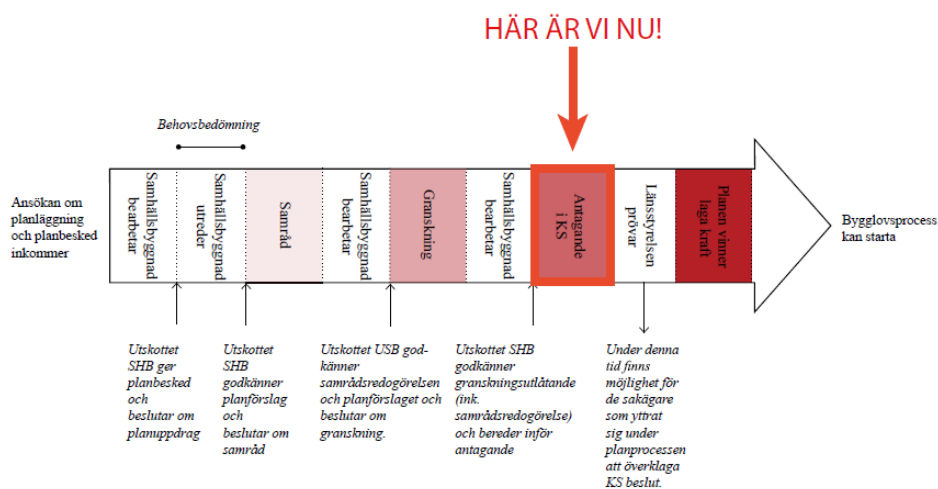 HÄR ÄR VI NU!
Behovsbedömning
Ansökan om
planläggning
och planbesked
inkommer
Samhällsbyggnad
bearbetar
Samhällsbyggnad
utreder
Samråd
Samhällsbyggnad
bearbetar
Granskning
Samhällsbyggnad
bearbetar
Antagande
i KS
Länsstyrelsen
prövar
Planen vinner
laga kraft
Bygglovsprocess
kan starta
Utskottet
SHB ger
planbesked
och
beslutar om
planuppdrag
Utskottet
SHB
godkänner
planförslag
och
beslutar om
samråd
Utskottet USB god-
känner
samrådsredogörelsen
och planförslaget och
beslutar om
granskning.
Utskottet SHB
godkänner
granskningsutlåtande
(ink.
samrådsredogörelse)
och bereder inför
antagande
Under denna
tid finns
möjlighet för
de sakägare
som yttrat
sig under
planprocessen
att överklaga
KS beslut.